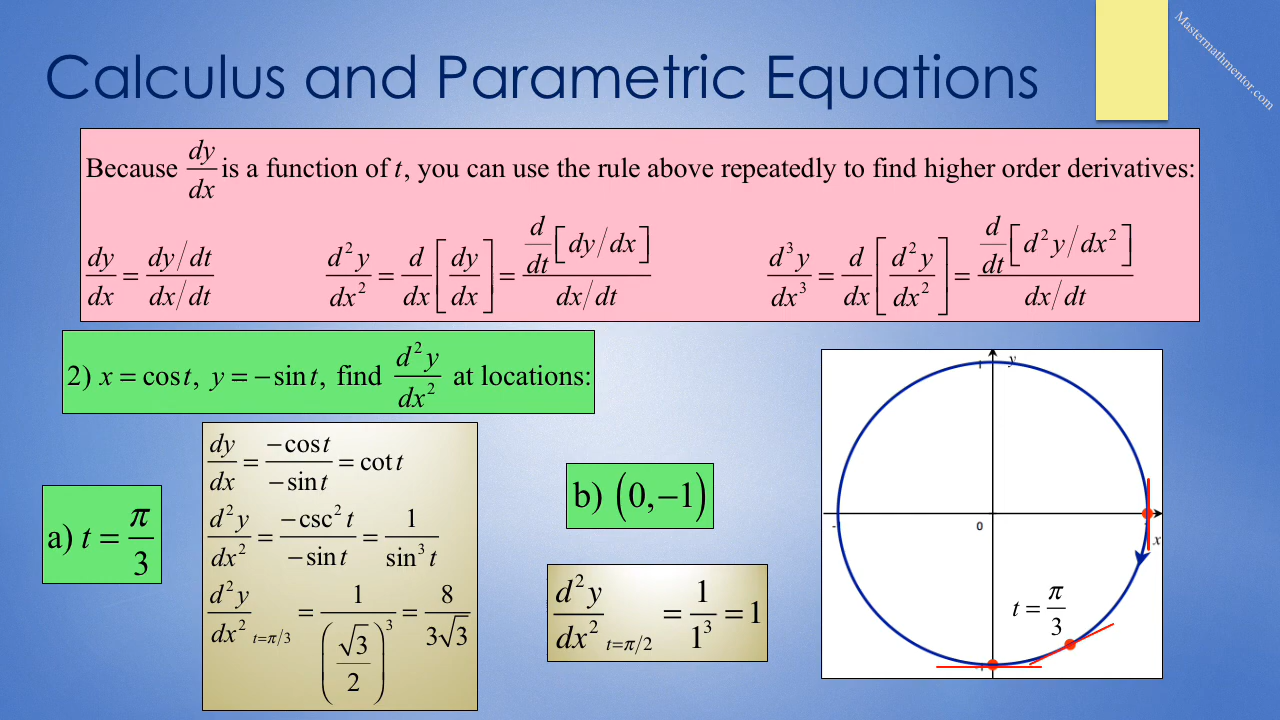 Calculus and Parametric Equations
Mastermathmentor.com
Because dy/dx is a function of t, you can use the rule above repeatedly to find higher order derivatives:
dy/dx = (dy/dt)/(dx/dt)    d²y/dx² = d/dx[dy/dx] = (d/dt[dy/dx])/(dx/dt)    d³y/dx³ = d/dx[d²y/dx²] = (d/dt[d²y/dx²])/(dx/dt)
2) x = cos t, y = −sin t, find d²y/dx² at locations:
a) t = π/3
dy/dx = (−cos t)/(−sin t) = cot t
d²y/dx² = (−csc² t)/(−sin t) = 1/(sin³ t)
d²y/dx² t=π/3 = 1/(√3/2)³ = 8/(3√3)
b) (0,−1)
d²y/dx² t=π/2 = 1/1³ = 1
y
1
0
x
t = π/3